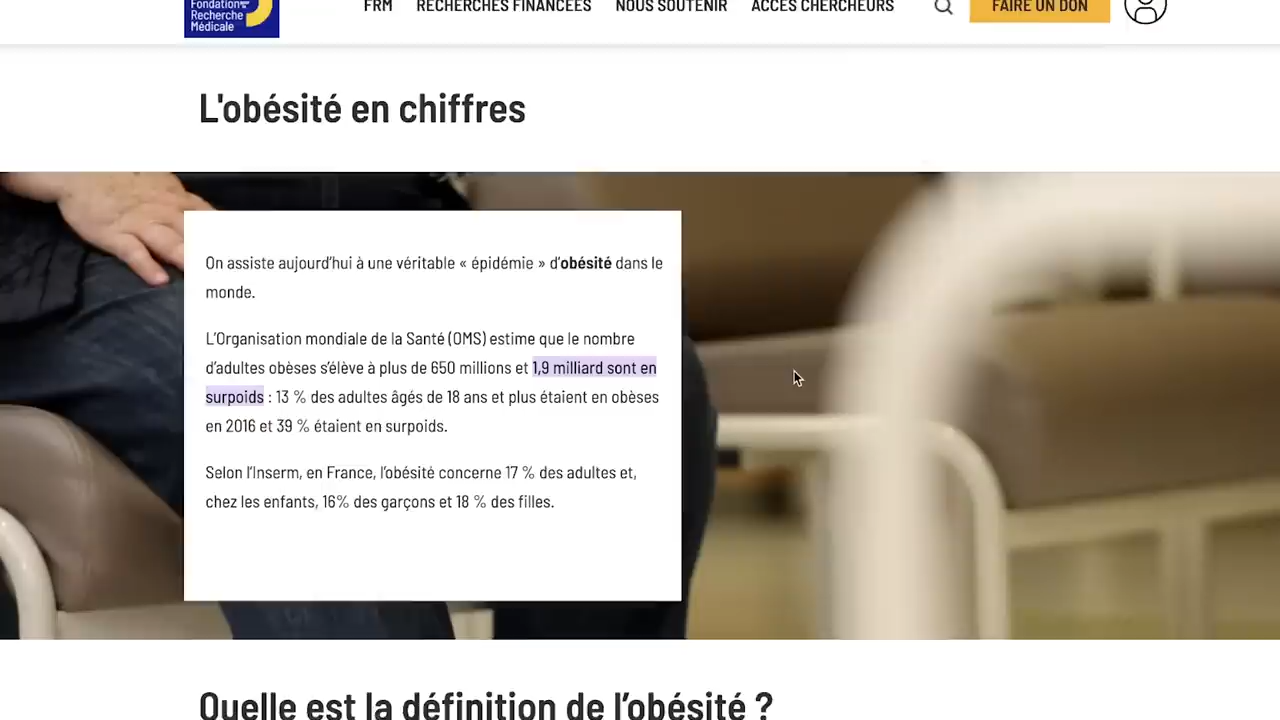 Fondation
Recherche
Médicale
FRM RECHERCHES FINANCÉES NOUS SOUTENIR ACCÈS CHERCHEURS FAIRE UN DON
L'obésité en chiffres
On assiste aujourd’hui à une véritable « épidémie » d’obésité dans le
monde.
L’Organisation mondiale de la Santé (OMS) estime que le nombre
d’adultes obèses s’élève à plus de 650 millions et 1,9 milliard sont en
surpoids : 13 % des adultes âgés de 18 ans et plus étaient en obèses
en 2016 et 39 % étaient en surpoids.
Selon l’Inserm, en France, l’obésité concerne 17 % des adultes et,
chez les enfants, 16% des garçons et 18 % des filles.
Quelle est la définition de l’obésité ?